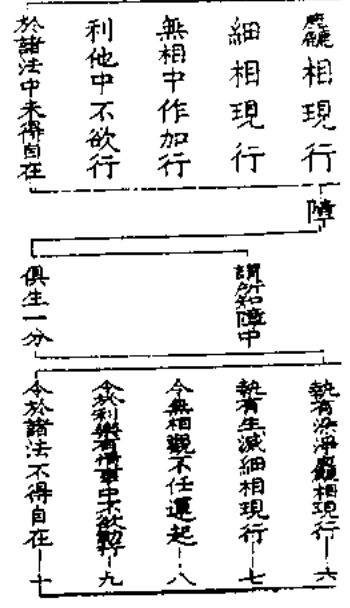 麤相現行
細相現行
無相中作加行
利他中不欲行
於諸法中未得自在
障
謂所知障中
俱生一分
執有染淨麤相現行—六
執有生滅細相現行—七
令無相觀不任運起—八
令於利樂有情事中不欲勤行—九
令於諸法不得自在—十